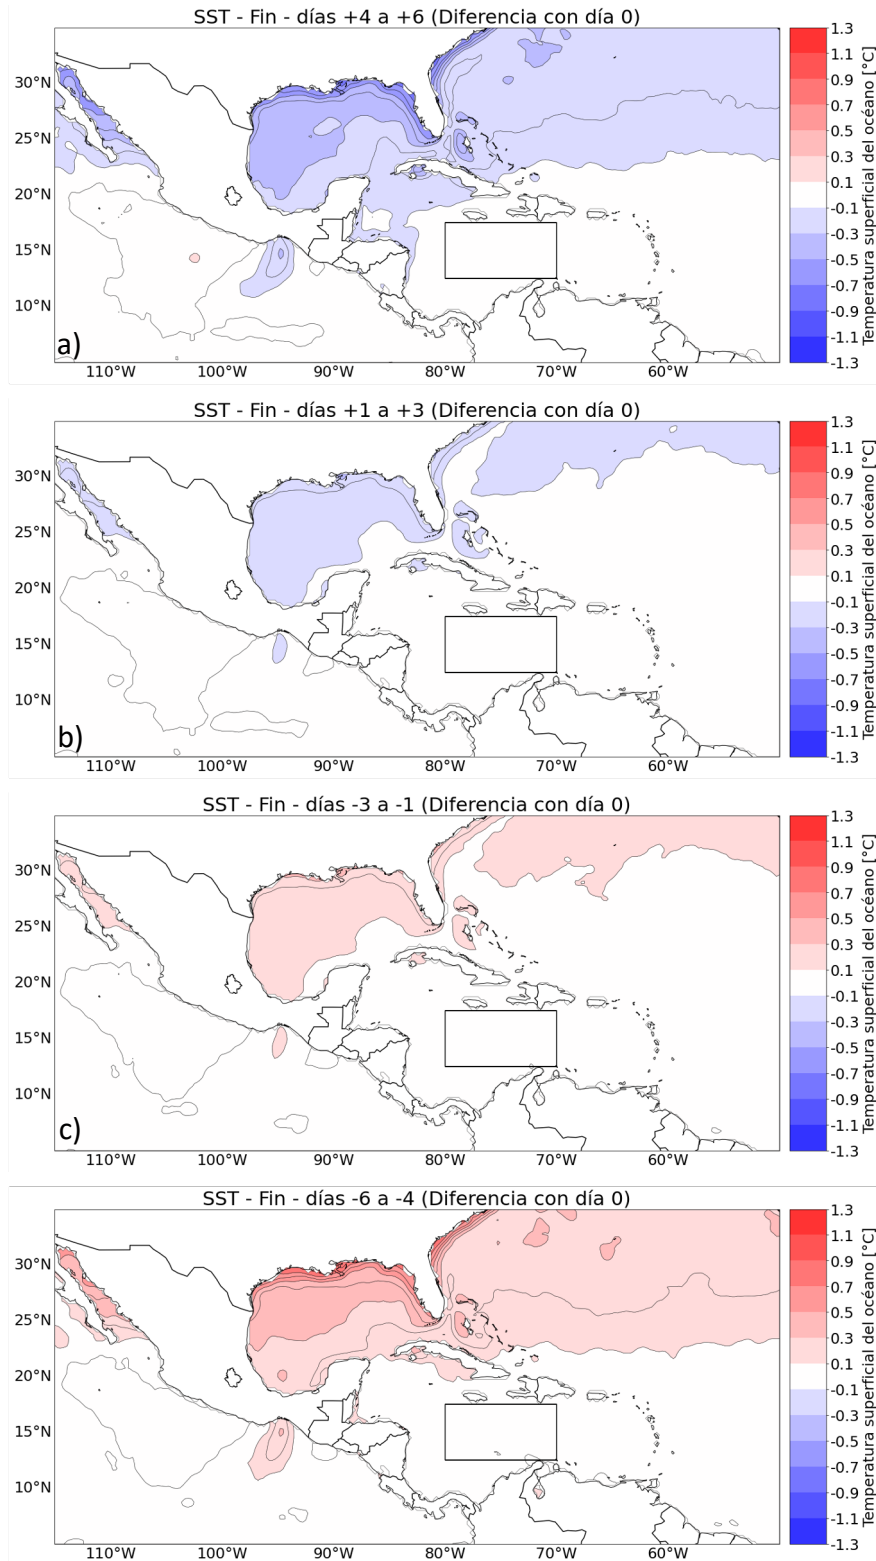 SST - Fin - días +4 a +6 (Diferencia con día 0)
30°N
25°N
20°N
15°N
10°N
a)
110°W 100°W 90°W 80°W 70°W 60°W
1.3
1.1
0.9
0.7
0.5
0.3
0.1
-0.1
-0.3
-0.5
-0.7
-0.9
-1.1
-1.3
Temperatura superficial del océano [°C]
SST - Fin - días +1 a +3 (Diferencia con día 0)
30°N
25°N
20°N
15°N
10°N
b)
110°W 100°W 90°W 80°W 70°W 60°W
1.3
1.1
0.9
0.7
0.5
0.3
0.1
-0.1
-0.3
-0.5
-0.7
-0.9
-1.1
-1.3
Temperatura superficial del océano [°C]
SST - Fin - días -3 a -1 (Diferencia con día 0)
30°N
25°N
20°N
15°N
10°N
c)
110°W 100°W 90°W 80°W 70°W 60°W
1.3
1.1
0.9
0.7
0.5
0.3
0.1
-0.1
-0.3
-0.5
-0.7
-0.9
-1.1
-1.3
Temperatura superficial del océano [°C]
SST - Fin - días -6 a -4 (Diferencia con día 0)
30°N
25°N
20°N
15°N
10°N
110°W 100°W 90°W 80°W 70°W 60°W
1.3
1.1
0.9
0.7
0.5
0.3
0.1
-0.1
-0.3
-0.5
-0.7
-0.9
-1.1
-1.3
Temperatura superficial del océano [°C]